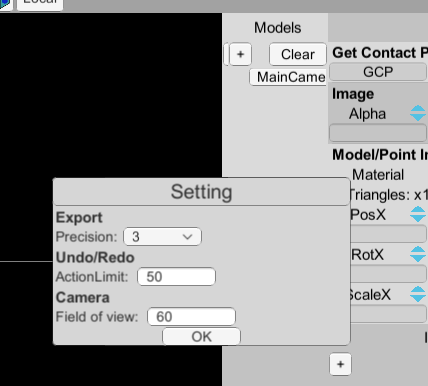 Local
Models
+
Clear
MainCame
Get Contact P
GCP
Image
Alpha
Model/Point In
Material
Triangles: x1
PosX
RotX
ScaleX
+
Setting
Export
Precision: 3
Undo/Redo
ActionLimit: 50
Camera
Field of view: 60
OK